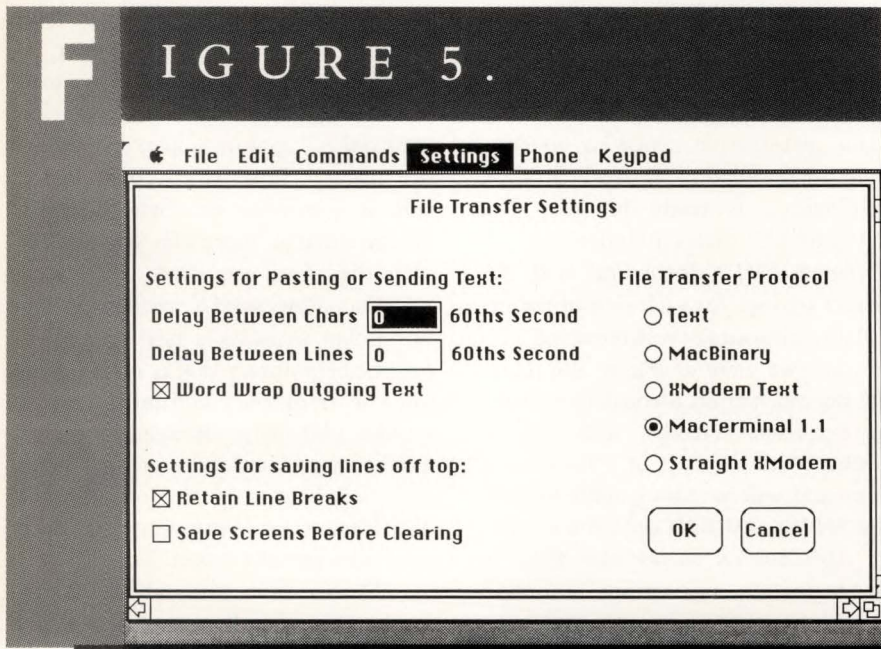 FIGURE 5.
File Edit Commands Settings Phone Keypad
File Transfer Settings
Settings for Pasting or Sending Text:
Delay Between Chars 0 60ths Second
Delay Between Lines 0 60ths Second
Word Wrap Outgoing Text
Settings for saving lines off top:
Retain Line Breaks
Save Screens Before Clearing
File Transfer Protocol
Text
MacBinary
XModem Text
MacTerminal 1.1
Straight XModem
OK Cancel